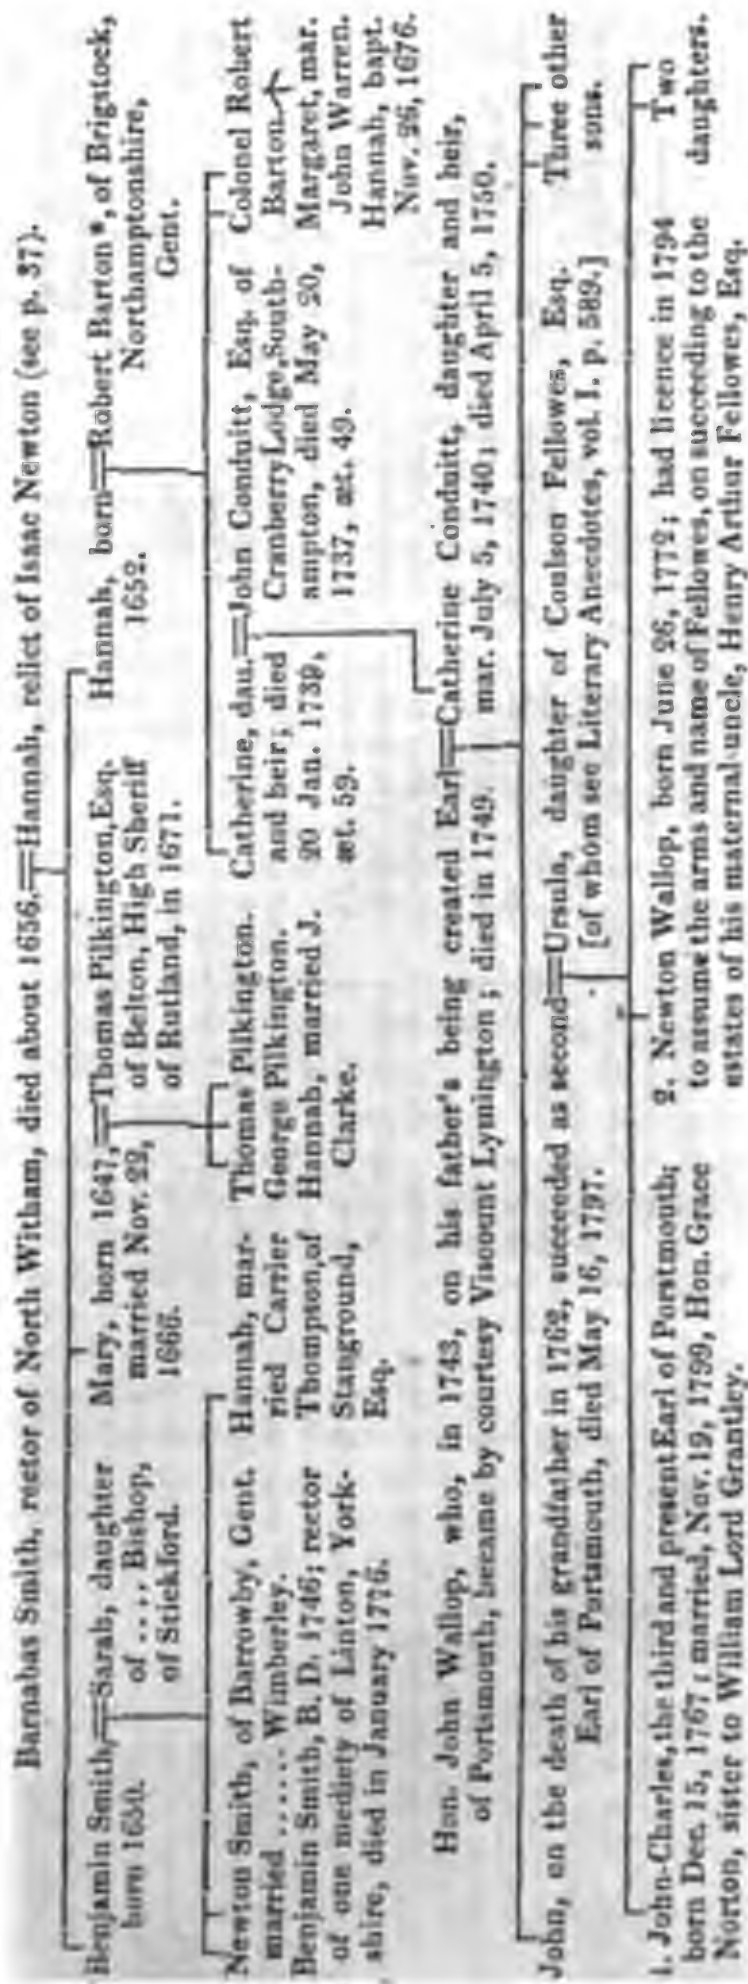 Barnabas Smith, rector of North Witham, died about 1656.=Hannah, relict of Isaac Newton (see p. 37).
Benjamin Smith,=Sarah, daughter
born 1650.
of .... Bishop,
of Stickford.
Mary, born 1647,=Thomas Pilkington, Esq.
married Nov. 22,
1666.
of Belton, High Sheriff
of Rutland, in 1671.
Hannah, born=Robert Barton*, of Brigstock,
1652.
Northamptonshire,
Gent.
Newton Smith, of Barrowby, Gent.
married ...... Wimberley.
Benjamin Smith, B. D. 1746; rector
of one mediety of Linton, York-
shire, died in January 1776.
Hannah, mar-
ried Carrier
Thompson, of
Stanground,
Esq.
Thomas Pilkington.
George Pilkington.
Hannah, married J.
Clarke.
Catherine, dau.=John Conduitt, Esq. of
and heir; died
20 Jan. 1739,
æt. 59.
Cranberry Lodge, South-
ampton, died May 20,
1737, æt. 49.
Colonel Robert
Barton.
Margaret, mar.
John Warren.
Hannah, bapt.
Nov. 26, 1676.
Hon. John Wallop, who, in 1743, on his father's being created Earl=Catherine Conduitt, daughter and heir,
of Portsmouth, became by courtesy Viscount Lymington; died in 1749.
mar. July 5, 1740; died April 5, 1750.
John, on the death of his grandfather in 1762, succeeded as second=Ursula, daughter of Coulson Fellowes, Esq.
Earl of Portsmouth, died May 16, 1797.
[of whom see Literary Anecdotes, vol. I. p. 589.]
Three other
sons.
1. John-Charles, the third and present Earl of Porstmouth;
born Dec. 15, 1767; married, Nov. 19, 1799, Hon. Grace
Norton, sister to William Lord Grantley.
2. Newton Wallop, born June 26, 1772; had licence in 1794
to assume the arms and name of Fellowes, on succeeding to the
estates of his maternal uncle, Henry Arthur Fellowes, Esq.
Two
daughters.